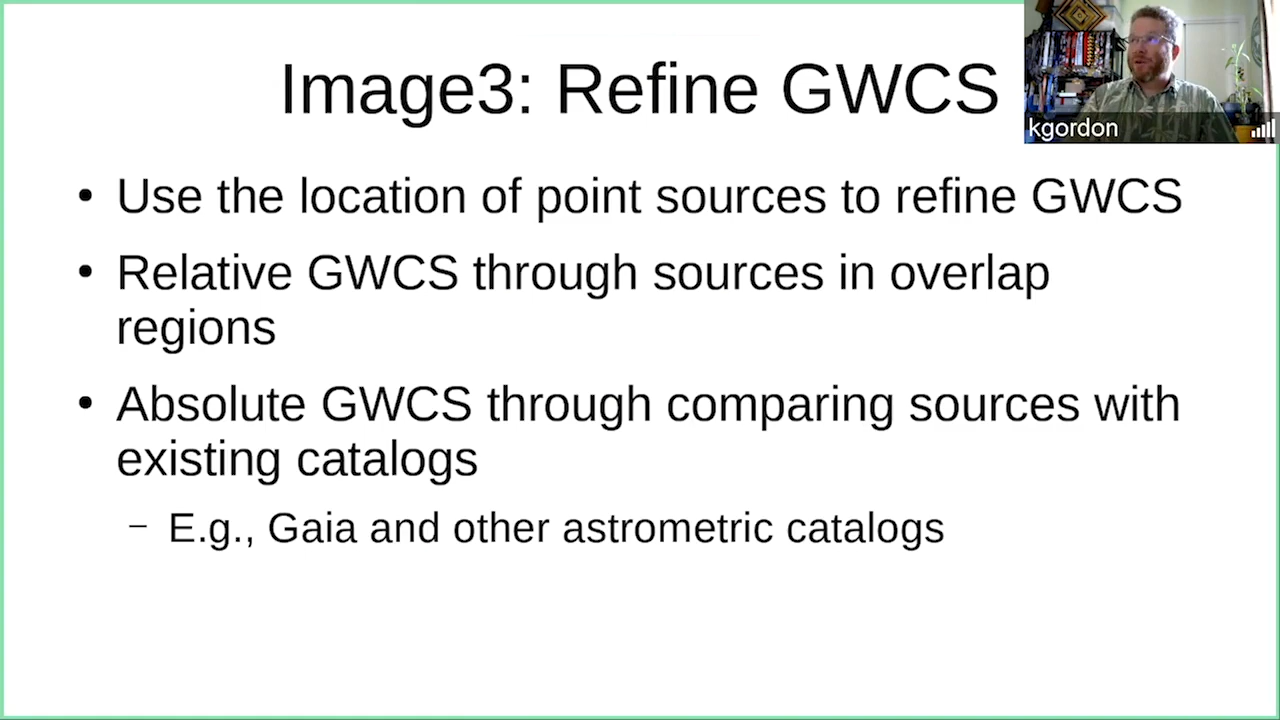 Image3: Refine GWCS
kgordon
• Use the location of point sources to refine GWCS
• Relative GWCS through sources in overlap
regions
• Absolute GWCS through comparing sources with
existing catalogs
– E.g., Gaia and other astrometric catalogs